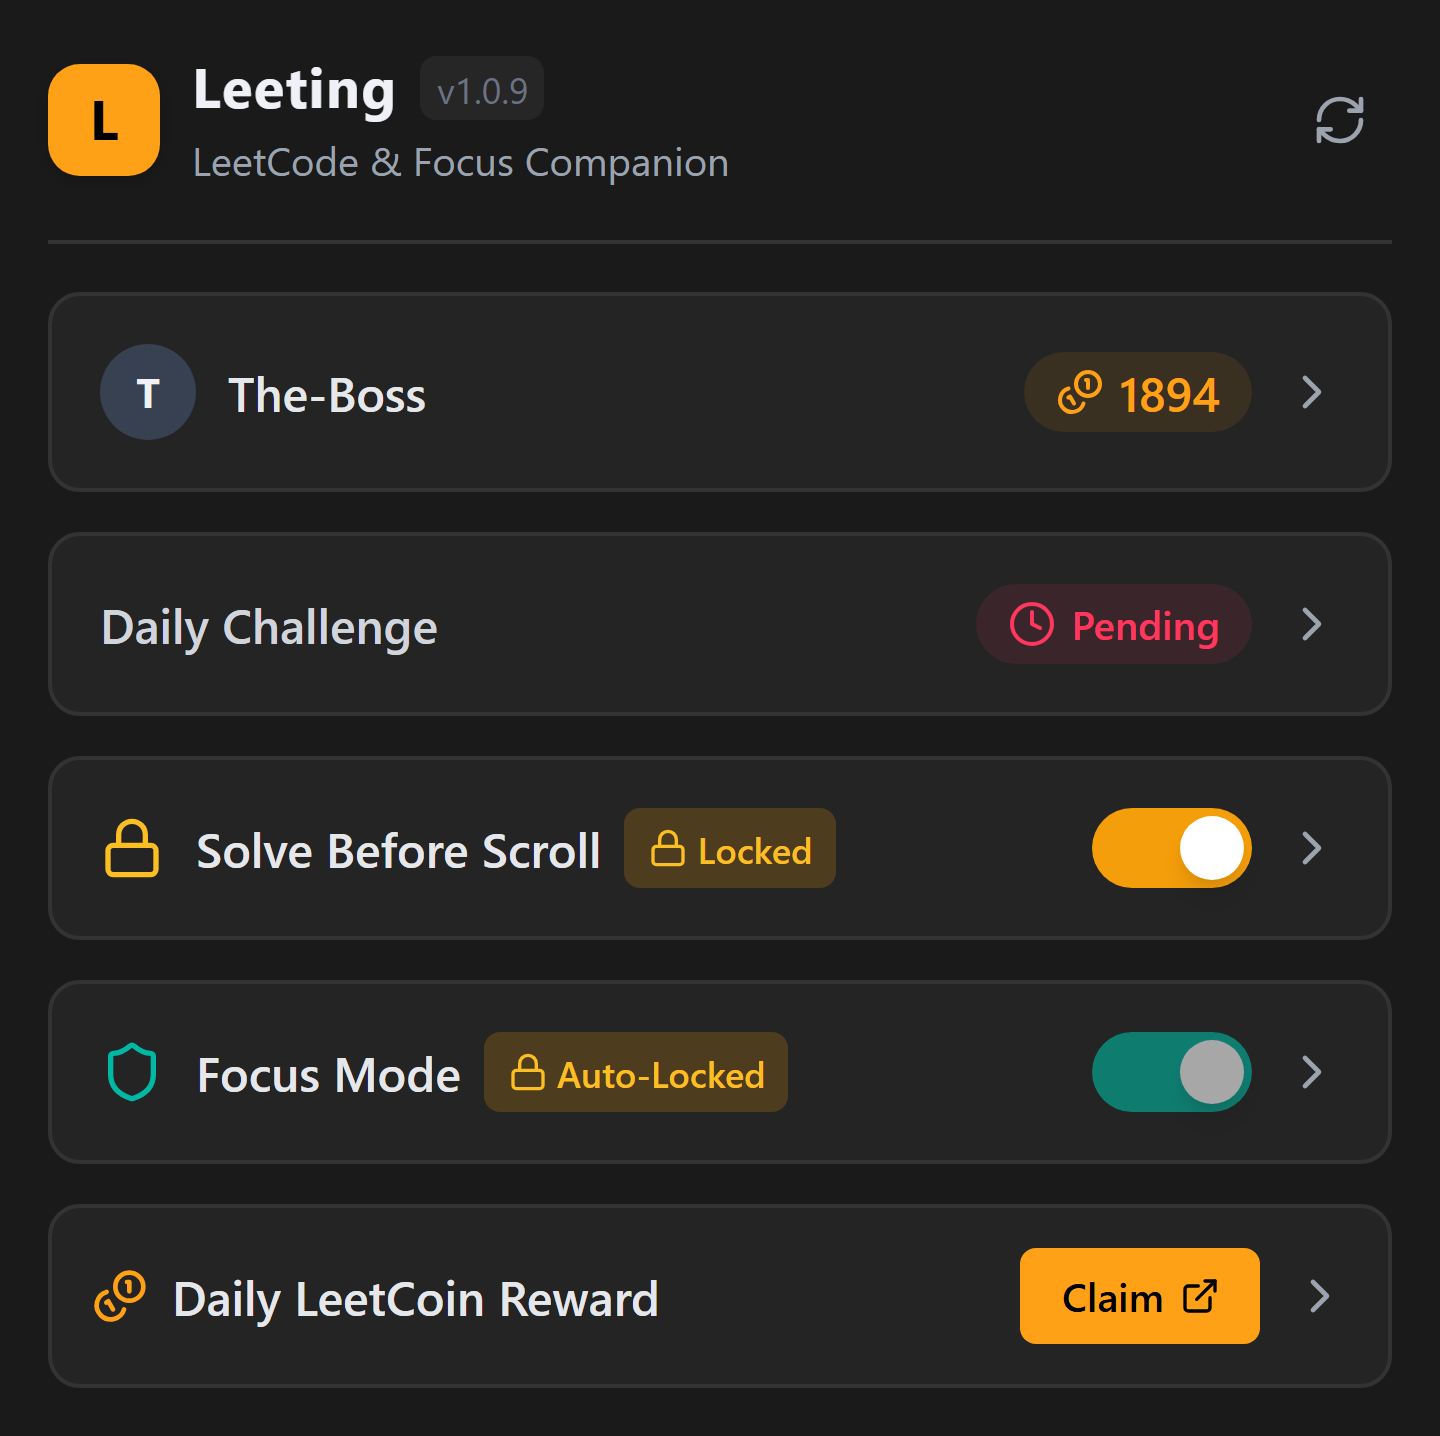 L
Leeting v1.0.9
LeetCode & Focus Companion
T The-Boss 1894
Daily Challenge Pending
Solve Before Scroll Locked
Focus Mode Auto-Locked
Daily LeetCoin Reward Claim